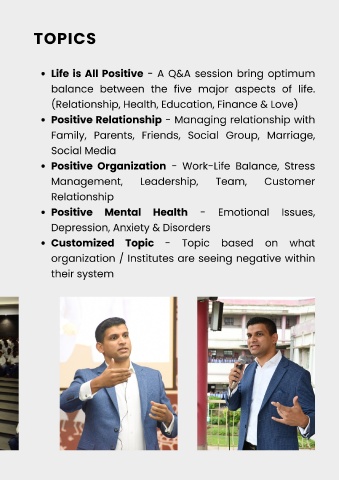 TOPICS
• Life is All Positive - A Q&A session bring optimum
balance between the five major aspects of life.
(Relationship, Health, Education, Finance & Love)
• Positive Relationship - Managing relationship with
Family, Parents, Friends, Social Group, Marriage,
Social Media
• Positive Organization - Work-Life Balance, Stress
Management, Leadership, Team, Customer
Relationship
• Positive Mental Health - Emotional Issues,
Depression, Anxiety & Disorders
• Customized Topic - Topic based on what
organization / Institutes are seeing negative within
their system